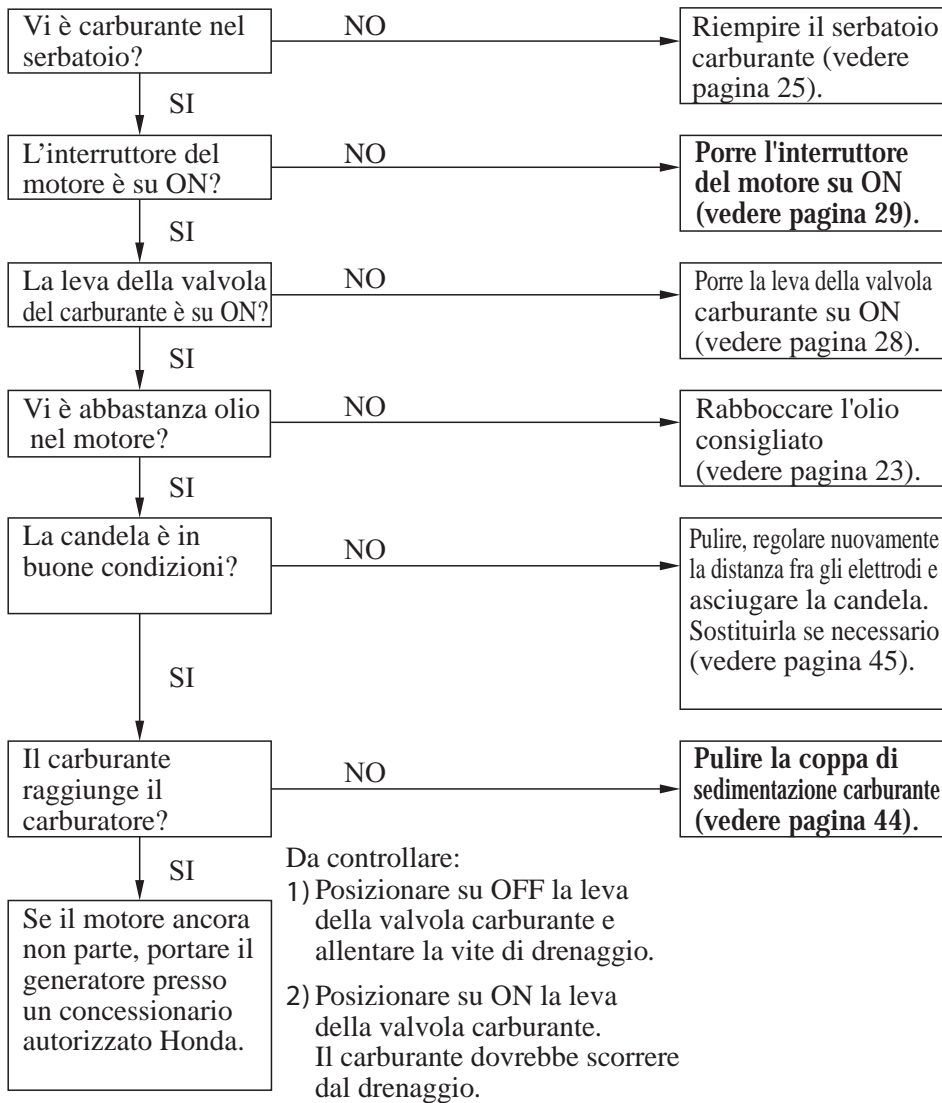 Vi è carburante nel
serbatoio?
NO
Riempire il serbatoio
carburante (vedere
pagina 25).
SI
L'interruttore del
motore è su ON?
NO
Porre l'interruttore
del motore su ON
(vedere pagina 29).
SI
La leva della valvola
del carburante è su ON?
NO
Porre la leva della valvola
carburante su ON
(vedere pagina 28).
SI
Vi è abbastanza olio
nel motore?
NO
Rabboccare l'olio
consigliato
(vedere pagina 23).
SI
La candela è in
buone condizioni?
NO
Pulire, regolare nuovamente
la distanza fra gli elettrodi e
asciugare la candela.
Sostituirla se necessario
(vedere pagina 45).
SI
Il carburante
raggiunge il
carburatore?
NO
Pulire la coppa di
sedimentazione carburante
(vedere pagina 44).
SI
Se il motore ancora
non parte, portare il
generatore presso
un concessionario
autorizzato Honda.
Da controllare:
1) Posizionare su OFF la leva
della valvola carburante e
allentare la vite di drenaggio.
2) Posizionare su ON la leva
della valvola carburante.
Il carburante dovrebbe scorrere
dal drenaggio.